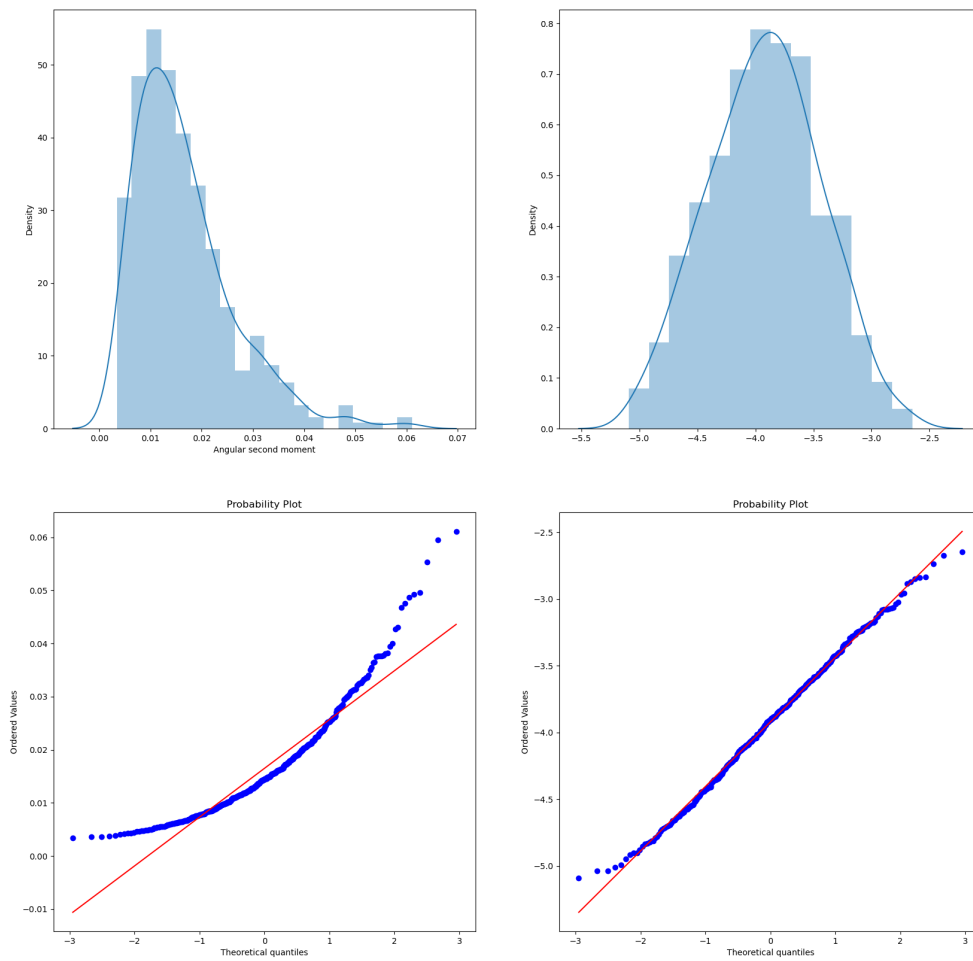 Density
50
40
30
20
10
0
0.00 0.01 0.02 0.03 0.04 0.05 0.06 0.07
Angular second moment
Density
0.8
0.7
0.6
0.5
0.4
0.3
0.2
0.1
0.0
−5.5 −5.0 −4.5 −4.0 −3.5 −3.0 −2.5
Probability Plot
Ordered Values
0.06
0.05
0.04
0.03
0.02
0.01
0.00
−0.01
−3 −2 −1 0 1 2 3
Theoretical quantiles
Probability Plot
Ordered Values
−2.5
−3.0
−3.5
−4.0
−4.5
−5.0
−3 −2 −1 0 1 2 3
Theoretical quantiles